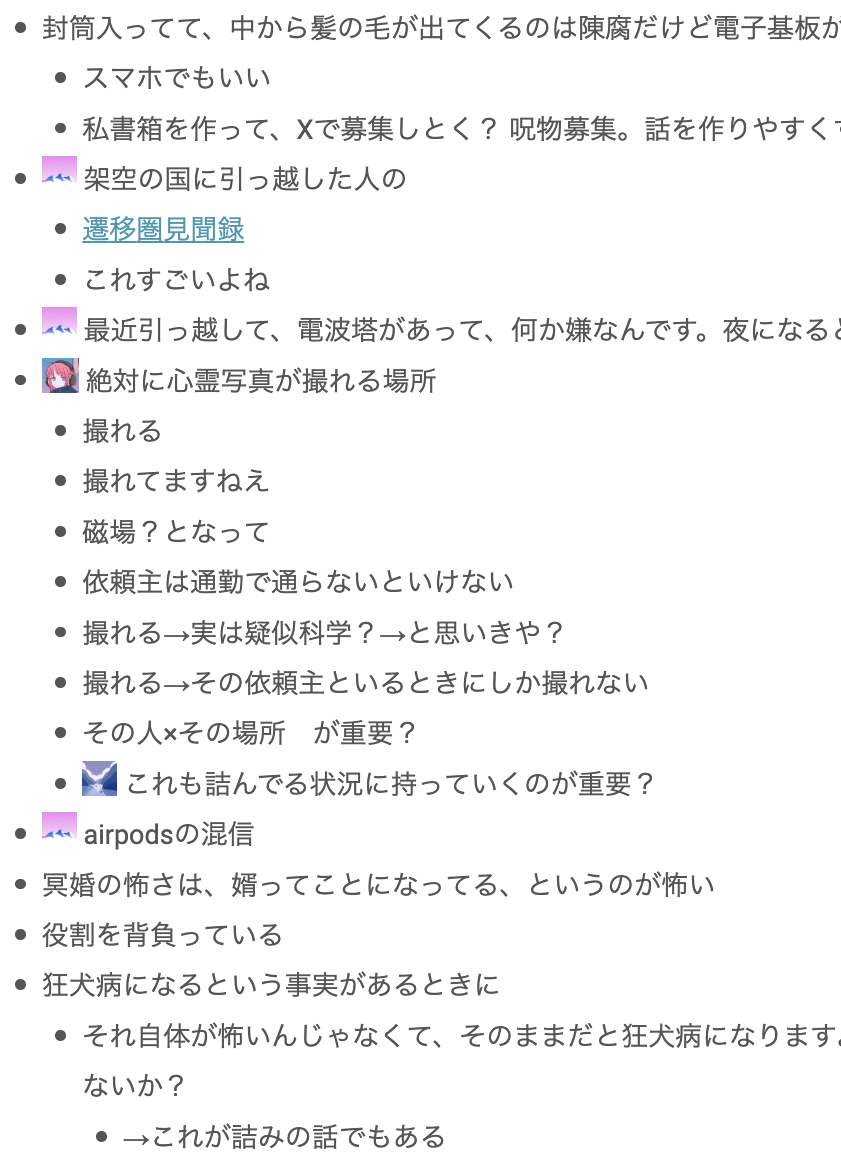 封筒入ってて、中から髪の毛が出てくるのは陳腐だけど電子基板が
スマホでもいい
私書箱を作って、Xで募集しとく？ 呪物募集。話を作りやすく
架空の国に引っ越した人の
遷移圏見聞録
これすごいよね
最近引っ越して、電波塔があって、何か嫌なんです。夜になると
絶対に心霊写真が撮れる場所
撮れる
撮れてますねえ
磁場？となって
依頼主は通勤で通らないといけない
撮れる→実は疑似科学？→と思いきや？
撮れる→その依頼主といるときにしか撮れない
その人×その場所　が重要？
これも詰んでる状況に持っていくのが重要？
airpodsの混信
冥婚の怖さは、婿ってことになってる、というのが怖い
役割を背負っている
狂犬病になるという事実があるときに
それ自体が怖いんじゃなくて、そのままだと狂犬病になります
ないか？
→これが詰みの話でもある